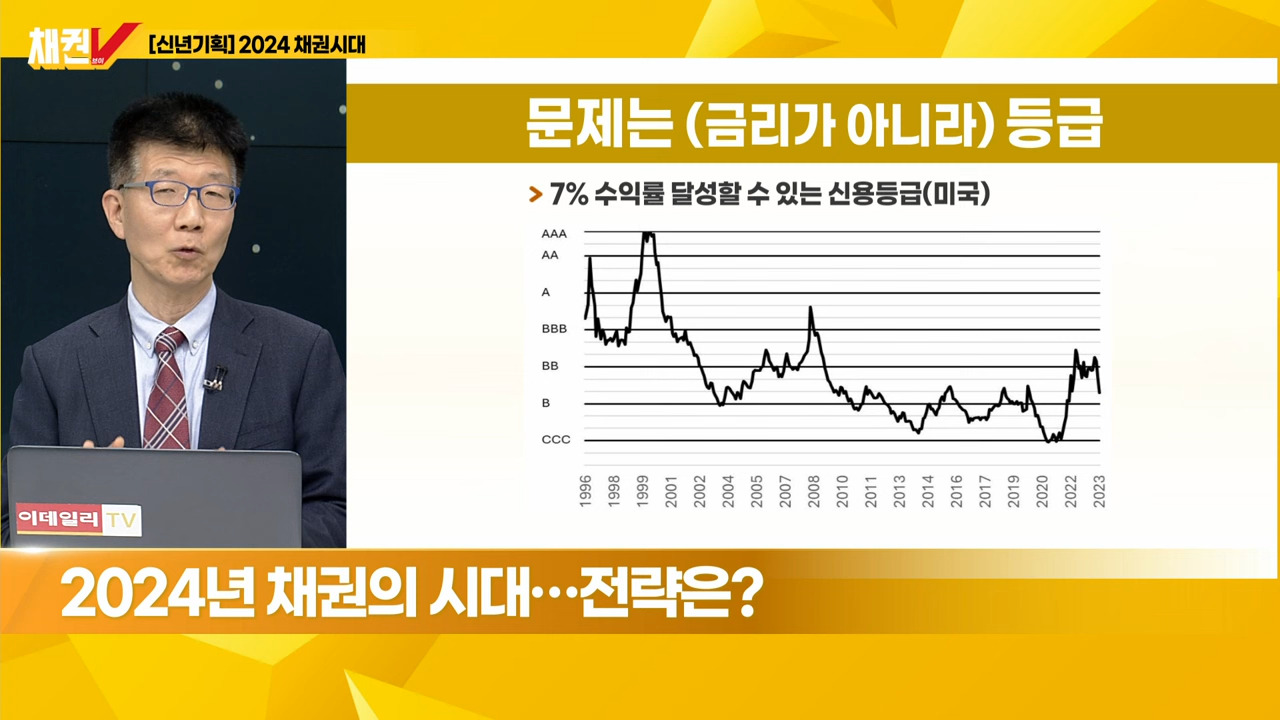 채권V
브이
[신년기획] 2024 채권시대
문제는 (금리가 아니라) 등급
> 7% 수익률 달성할 수 있는 신용등급(미국)
AAA
AA
A
BBB
BB
B
CCC
1996 1998 1999 2001 2002 2004 2005 2007 2008 2010 2011 2013 2014 2016 2017 2019 2020 2022 2023
이데일리 TV
2024년 채권의 시대…전략은?